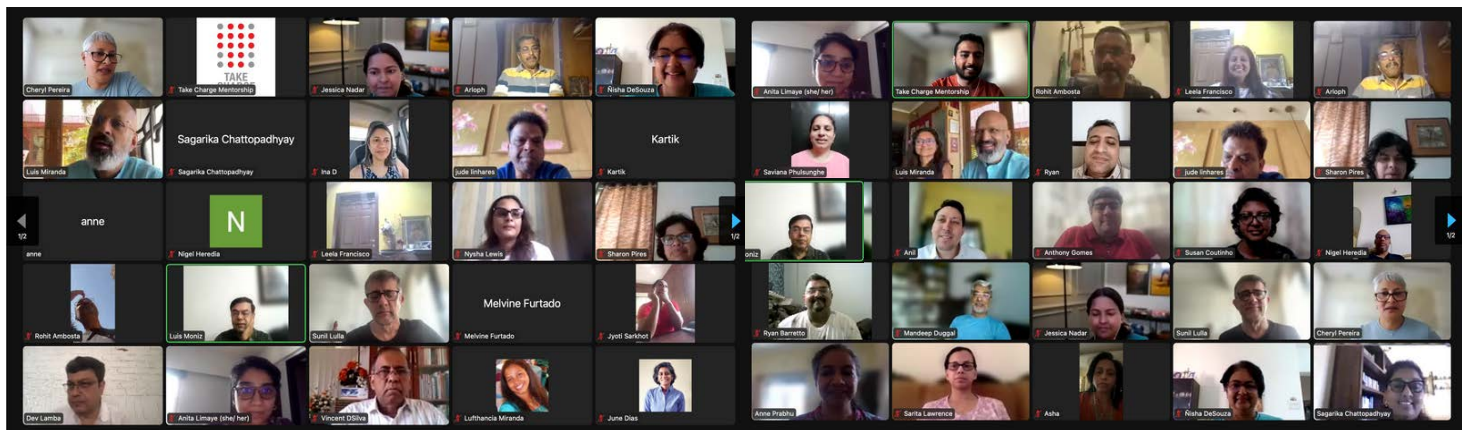 TAKE
Cheryl Pereira
Take Charge Mentorship
Jessica Nadar
Arloph
Ñisha DeSouza
Luis Miranda
Sagarika Chattopadhyay
Sagarika Chattopadhyay
Ina D
jude linhares
Kartik
Kartik
anne
anne
1/2
N
Nigel Heredia
Leela Francisco
Nysha Lewis
Sharon Pires
1/2
Rohit Ambosta
Luis Moniz
Sunil Lulla
Melvine Furtado
Melvine Furtado
Jyoti Sarkhot
Dev Lamba
Anita Limaye (she/ her)
Vincent DSilva
Lufthancia Miranda
June Dias
Anita Limaye (she/ her)
Take Charge Mentorship
Rohit Ambosta
Leela Francisco
Arloph
Saviana Phulsunghe
Luis Miranda
Ryan
jude linhares
Sharon Pires
oniz
Anil
Anthony Gomes
Susan Coutinho
Nigel Heredia
1/2
Ryan Barretto
Mandeep Duggal
Jessica Nadar
Sunil Lulla
Cheryl Pereira
Anne Prabhu
Sarita Lawrence
Asha
Ñisha DeSouza
Sagarika Chattopadhyay